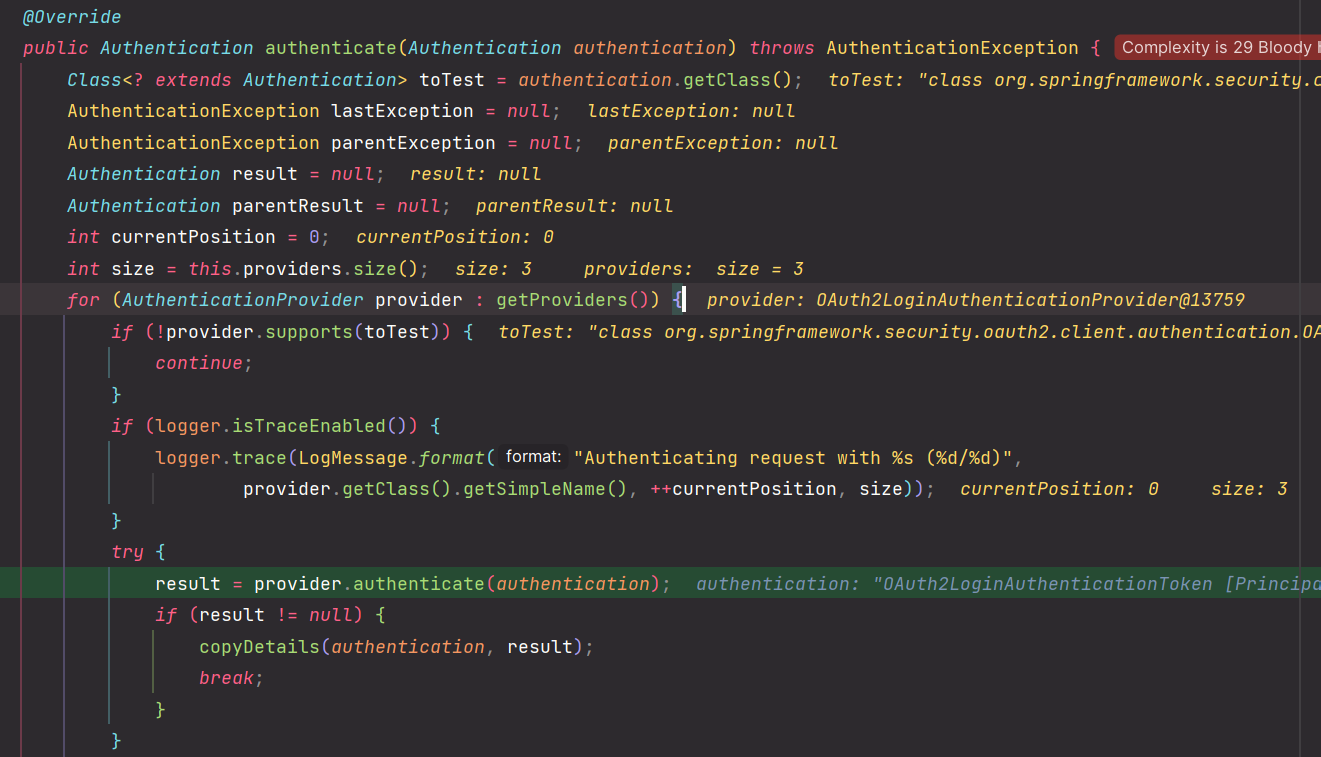 @Override
public Authentication authenticate(Authentication authentication) throws AuthenticationException { Complexity is 29 Bloody
Class<? extends Authentication> toTest = authentication.getClass(); toTest: "class org.springframework.security.o
AuthenticationException lastException = null; lastException: null
AuthenticationException parentException = null; parentException: null
Authentication result = null; result: null
Authentication parentResult = null; parentResult: null
int currentPosition = 0; currentPosition: 0
int size = this.providers.size(); size: 3 providers: size = 3
for (AuthenticationProvider provider : getProviders()) { provider: OAuth2LoginAuthenticationProvider@13759
if (!provider.supports(toTest)) { toTest: "class org.springframework.security.oauth2.client.authentication.OA
continue;
}
if (logger.isTraceEnabled()) {
logger.trace(LogMessage.format( format: "Authenticating request with %s (%d/%d)",
provider.getClass().getSimpleName(), ++currentPosition, size)); currentPosition: 0 size: 3
}
try {
result = provider.authenticate(authentication); authentication: "OAuth2LoginAuthenticationToken [Principa
if (result != null) {
copyDetails(authentication, result);
break;
}
}